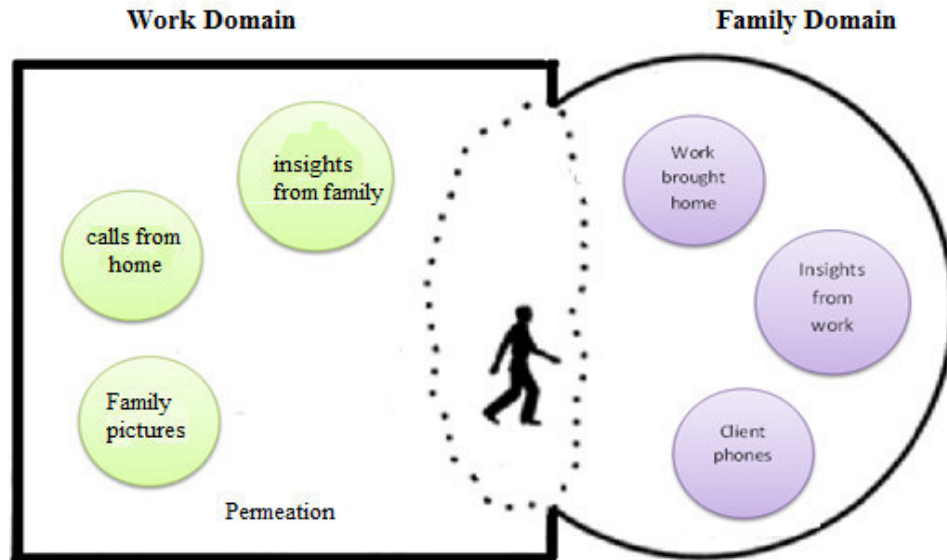 Work Domain
Family Domain
insights
from family
calls from
home
Family
pictures
Permeation
Work
brought
home
Insights
from
work
Client
phones